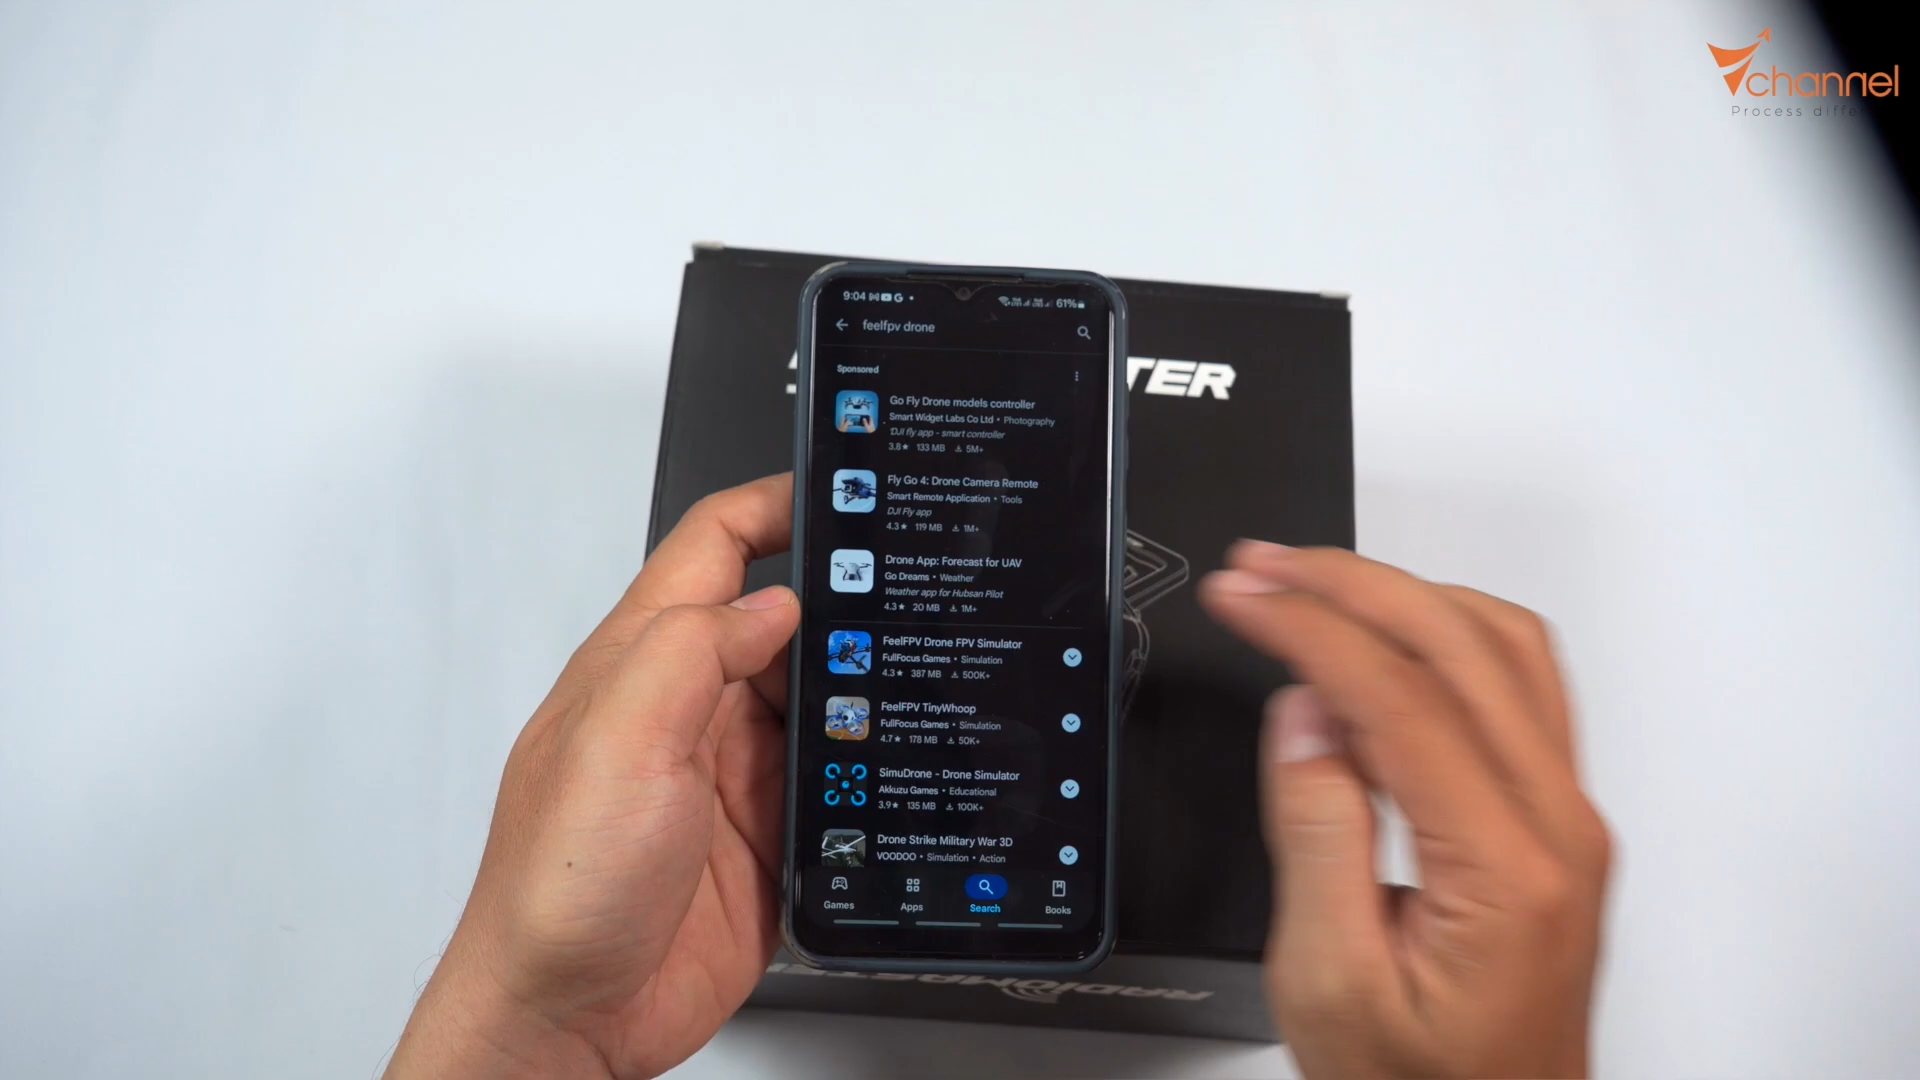 channel
Process diffe
TER
9:04
61%
feelfpv drone
Sponsored
Go Fly Drone models controller
Smart Widget Labs Co Ltd • Photography
'DJI fly app - smart controller
3.8★ 133 MB 5M+
Fly Go 4: Drone Camera Remote
Smart Remote Application • Tools
DJI Fly app
4.3★ 119 MB 1M+
Drone App: Forecast for UAV
Go Dreams • Weather
Weather app for Hubsan Pilot
4.3★ 20 MB 1M+
FeelFPV Drone FPV Simulator
FullFocus Games • Simulation
4.3★ 387 MB 500K+
FeelFPV TinyWhoop
FullFocus Games • Simulation
4.7★ 178 MB 50K+
SimuDrone - Drone Simulator
Akkuzu Games • Educational
3.9★ 135 MB 100K+
Drone Strike Military War 3D
VOODOO • Simulation • Action
Games
Apps
Search
Books
RADIOMASTER